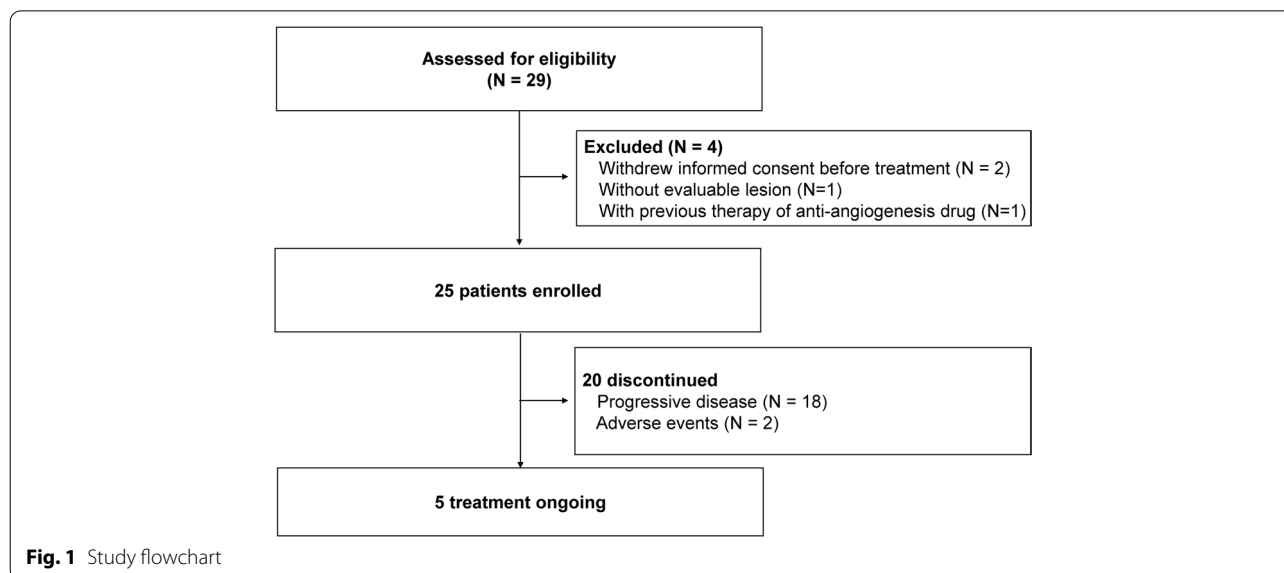 Assessed for eligibility
(N = 29)
Excluded (N = 4)
Withdrew informed consent before treatment (N = 2)
Without evaluable lesion (N=1)
With previous therapy of anti-angiogenesis drug (N=1)
25 patients enrolled
20 discontinued
Progressive disease (N = 18)
Adverse events (N = 2)
5 treatment ongoing
Fig. 1 Study flowchart